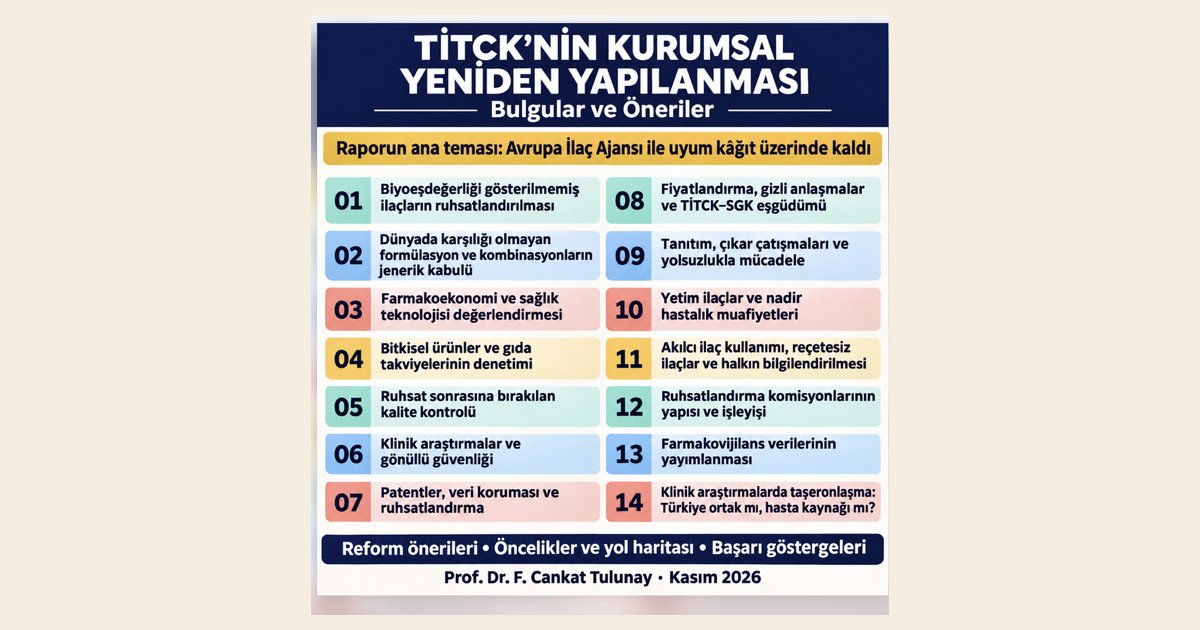 TİTCK’NİN KURUMSAL
YENİDEN YAPILANMASI
Bulgular ve Öneriler
Raporun ana teması: Avrupa İlaç Ajansı ile uyum kâğıt üzerinde kaldı
01
Biyoeşdeğerliği gösterilmemiş
ilaçların ruhsatlandırılması
02
Dünyada karşılığı olmayan
formülasyon ve kombinasyonların
jenerik kabulü
03
Farmakoekonomi ve sağlık
teknolojisi değerlendirmesi
04
Bitkisel ürünler ve gıda
takviyelerinin denetimi
05
Ruhsat sonrasına bırakılan
kalite kontrolü
06
Klinik araştırmalar ve
gönüllü güvenliği
07
Patentler, veri koruması ve
ruhsatlandırma
08
Fiyatlandırma, gizli anlaşmalar
ve TİTCK–SGK eşgüdümü
09
Tanıtım, çıkar çatışmaları ve
yolsuzlukla mücadele
10
Yetim ilaçlar ve nadir
hastalık muafiyetleri
11
Akılcı ilaç kullanımı, reçetesiz
ilaçlar ve halkın bilgilendirilmesi
12
Ruhsatlandırma komisyonlarının
yapısı ve işleyişi
13
Farmakovijilans verilerinin
yayımlanması
14
Klinik araştırmalarda taşeronlaşma:
Türkiye ortak mı, hasta kaynağı mı?
Reform önerileri • Öncelikler ve yol haritası • Başarı göstergeleri
Prof. Dr. F. Cankat Tulunay · Kasım 2026